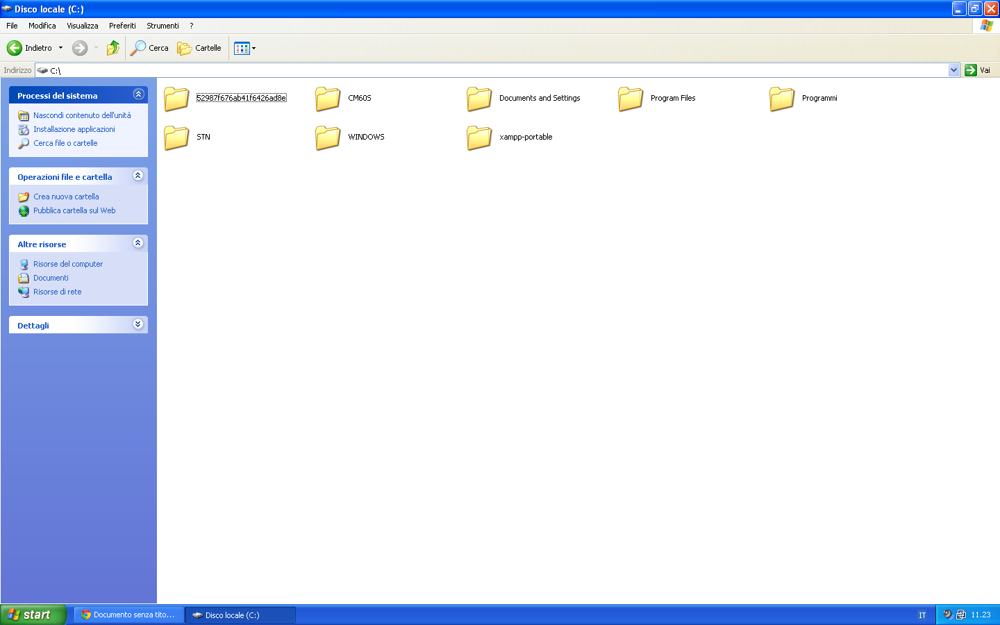 Disco locale (C:)
File Modifica Visualizza Preferiti Strumenti ?
Indietro Cerca Cartelle
Indirizzo C:\ Vai
Processi del sistema
Nascondi contenuto dell'unità
Installazione applicazioni
Cerca file o cartelle
Operazioni file e cartella
Crea nuova cartella
Pubblica cartella sul Web
Altre risorse
Risorse del computer
Documenti
Risorse di rete
Dettagli
52987f676ab41f6426ad8e CM60S Documents and Settings Program Files Programmi
STN WINDOWS xampp-portable
start Documento senza tito... Disco locale (C:) IT 11.23